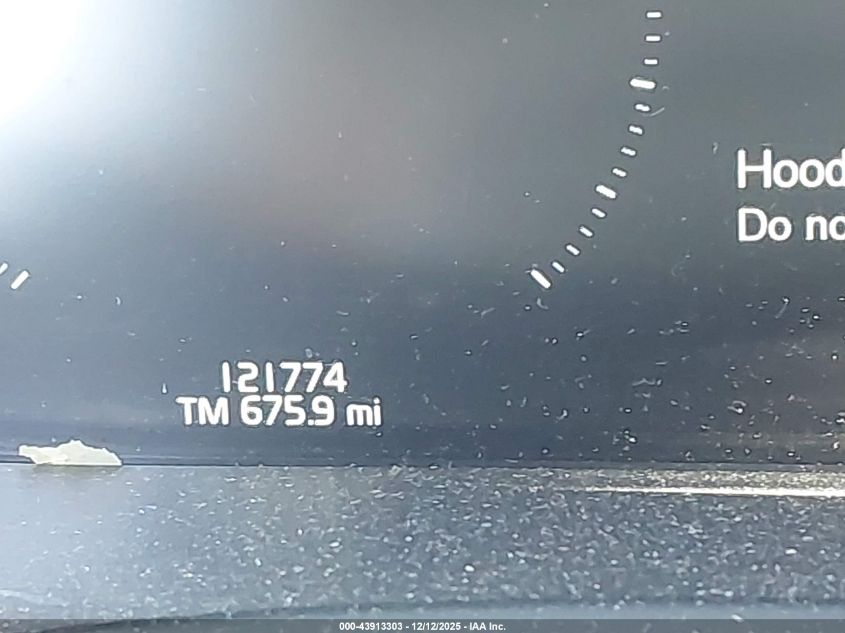 Hood
Do no
121774
TM 675.9 mi
000-43913303 - 12/12/2025 - IAA Inc.